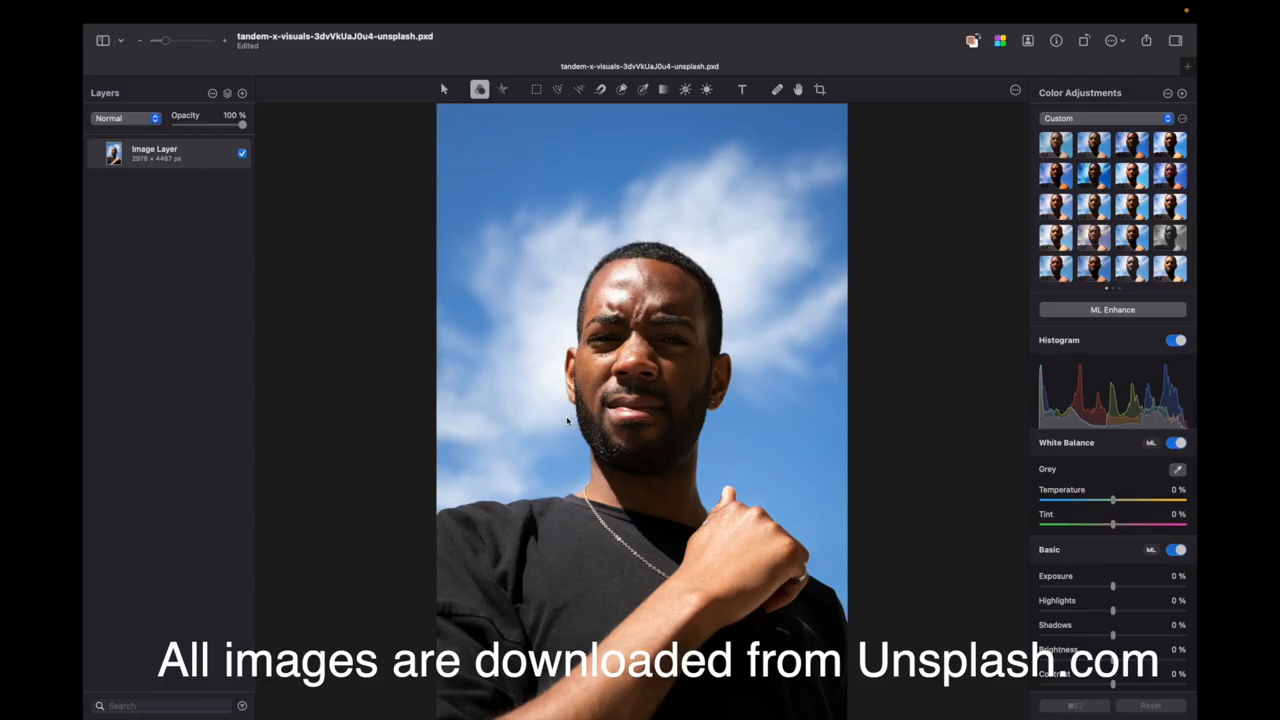 tandem-x-visuals-3dvVkUaJ0u4-unsplash.pxd
Edited
tandem-x-visuals-3dvVkUaJ0u4-unsplash.pxd
Layers
Normal
Opacity 100 %
Image Layer
2978 × 4467 px
Search
Color Adjustments
Custom
ML Enhance
Histogram
White Balance ML
Grey
Temperature 0 %
Tint 0 %
Basic ML
Exposure 0 %
Highlights 0 %
Shadows 0 %
Brightness 0 %
Contrast 0 %
Reset
All images are downloaded from Unsplash.com